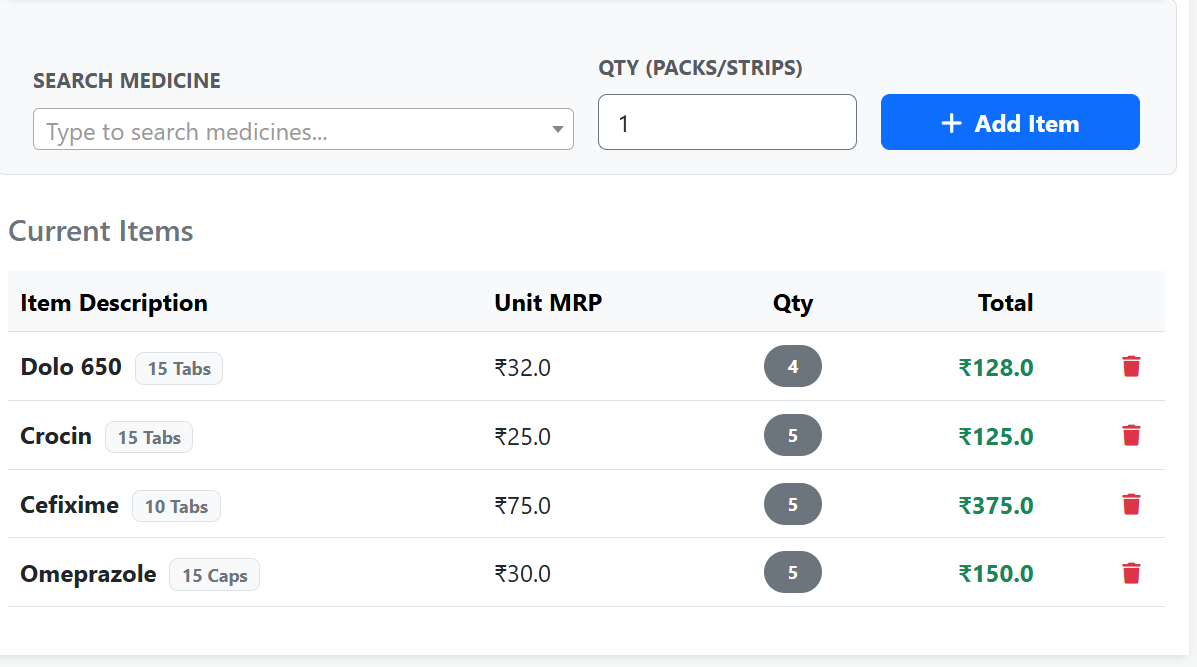 SEARCH MEDICINE
QTY (PACKS/STRIPS)
Type to search medicines...
1
+ Add Item
Current Items
Item Description Unit MRP Qty Total
Dolo 650 15 Tabs ₹32.0 4 ₹128.0
Crocin 15 Tabs ₹25.0 5 ₹125.0
Cefixime 10 Tabs ₹75.0 5 ₹375.0
Omeprazole 15 Caps ₹30.0 5 ₹150.0